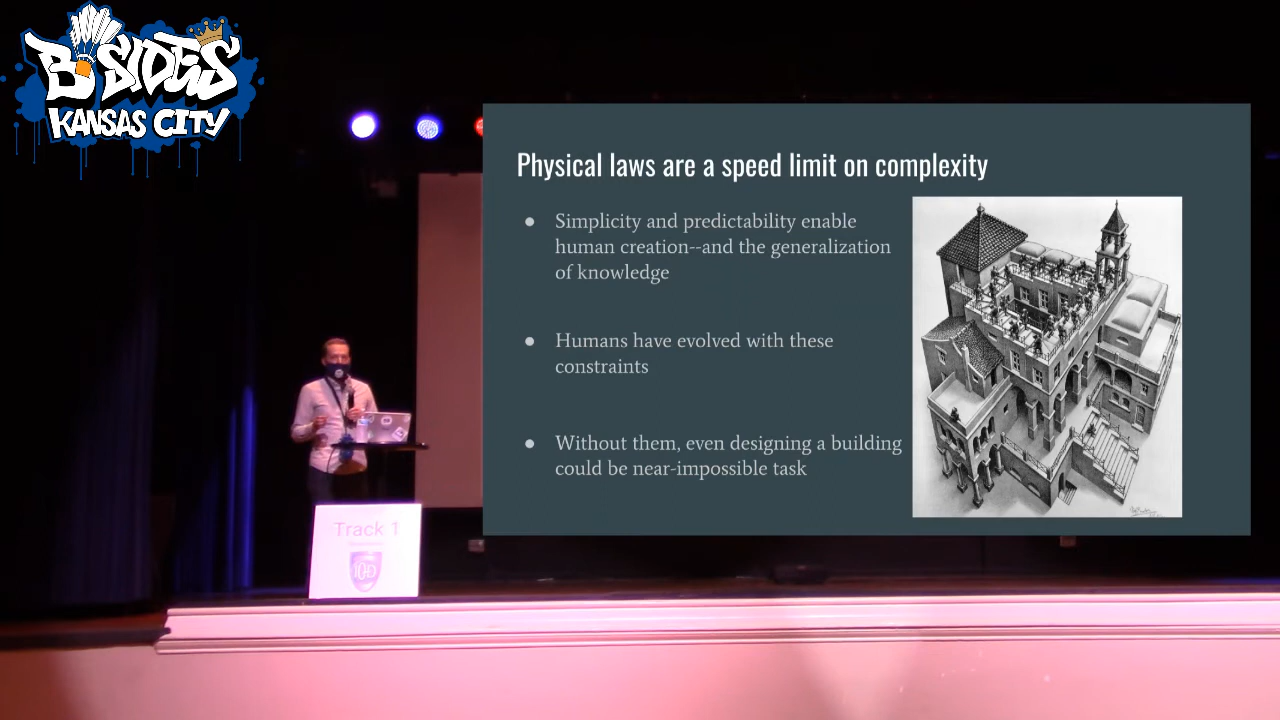 B-SIDES
KANSAS CITY
Physical laws are a speed limit on complexity
● Simplicity and predictability enable
human creation--and the generalization
of knowledge
● Humans have evolved with these
constraints
● Without them, even designing a building
could be near-impossible task
Track 1